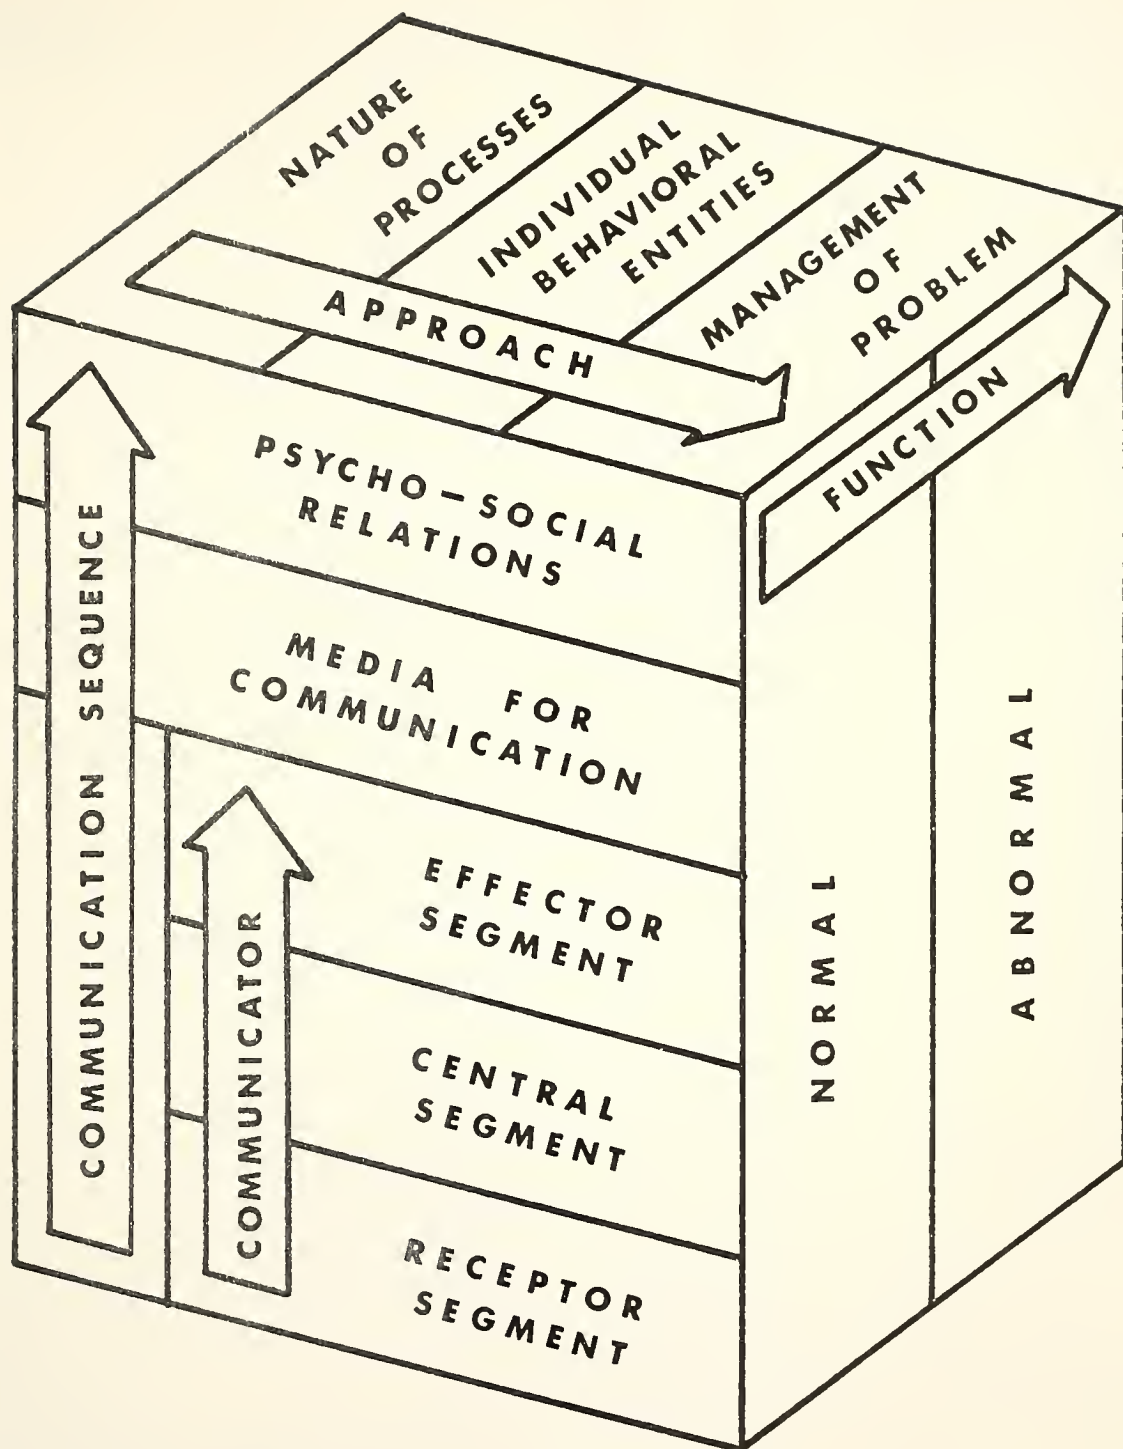 NATURE
OF
PROCESSES
INDIVIDUAL
BEHAVIORAL
ENTITIES
MANAGEMENT
OF
PROBLEM
APPROACH
FUNCTION
PSYCHO-SOCIAL
RELATIONS
MEDIA FOR
COMMUNICATION
EFFECTOR
SEGMENT
CENTRAL
SEGMENT
RECEPTOR
SEGMENT
COMMUNICATION SEQUENCE
COMMUNICATOR
NORMAL
ABNORMAL